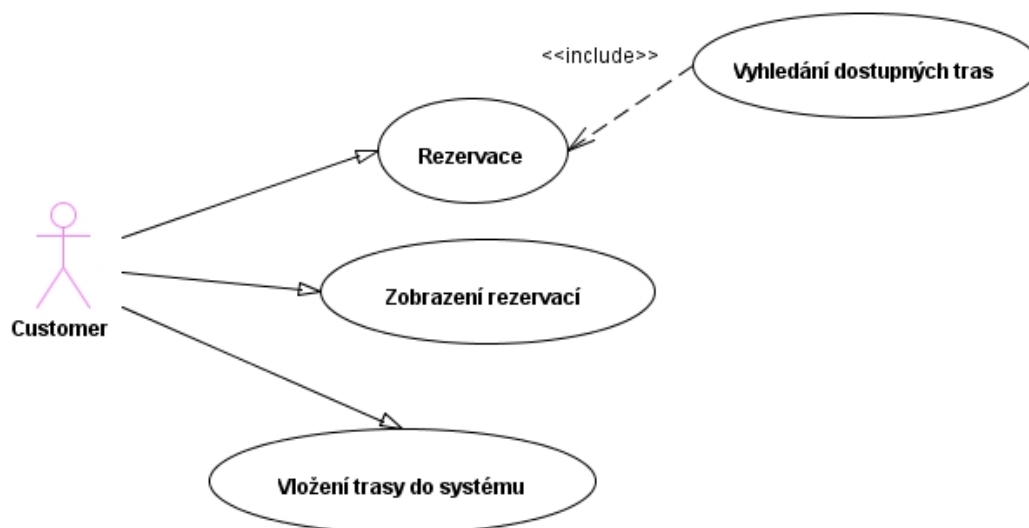 <<include>>
Vyhledání dostupných tras
Rezervace
Zobrazení rezervací
Customer
Vložení trasy do systému